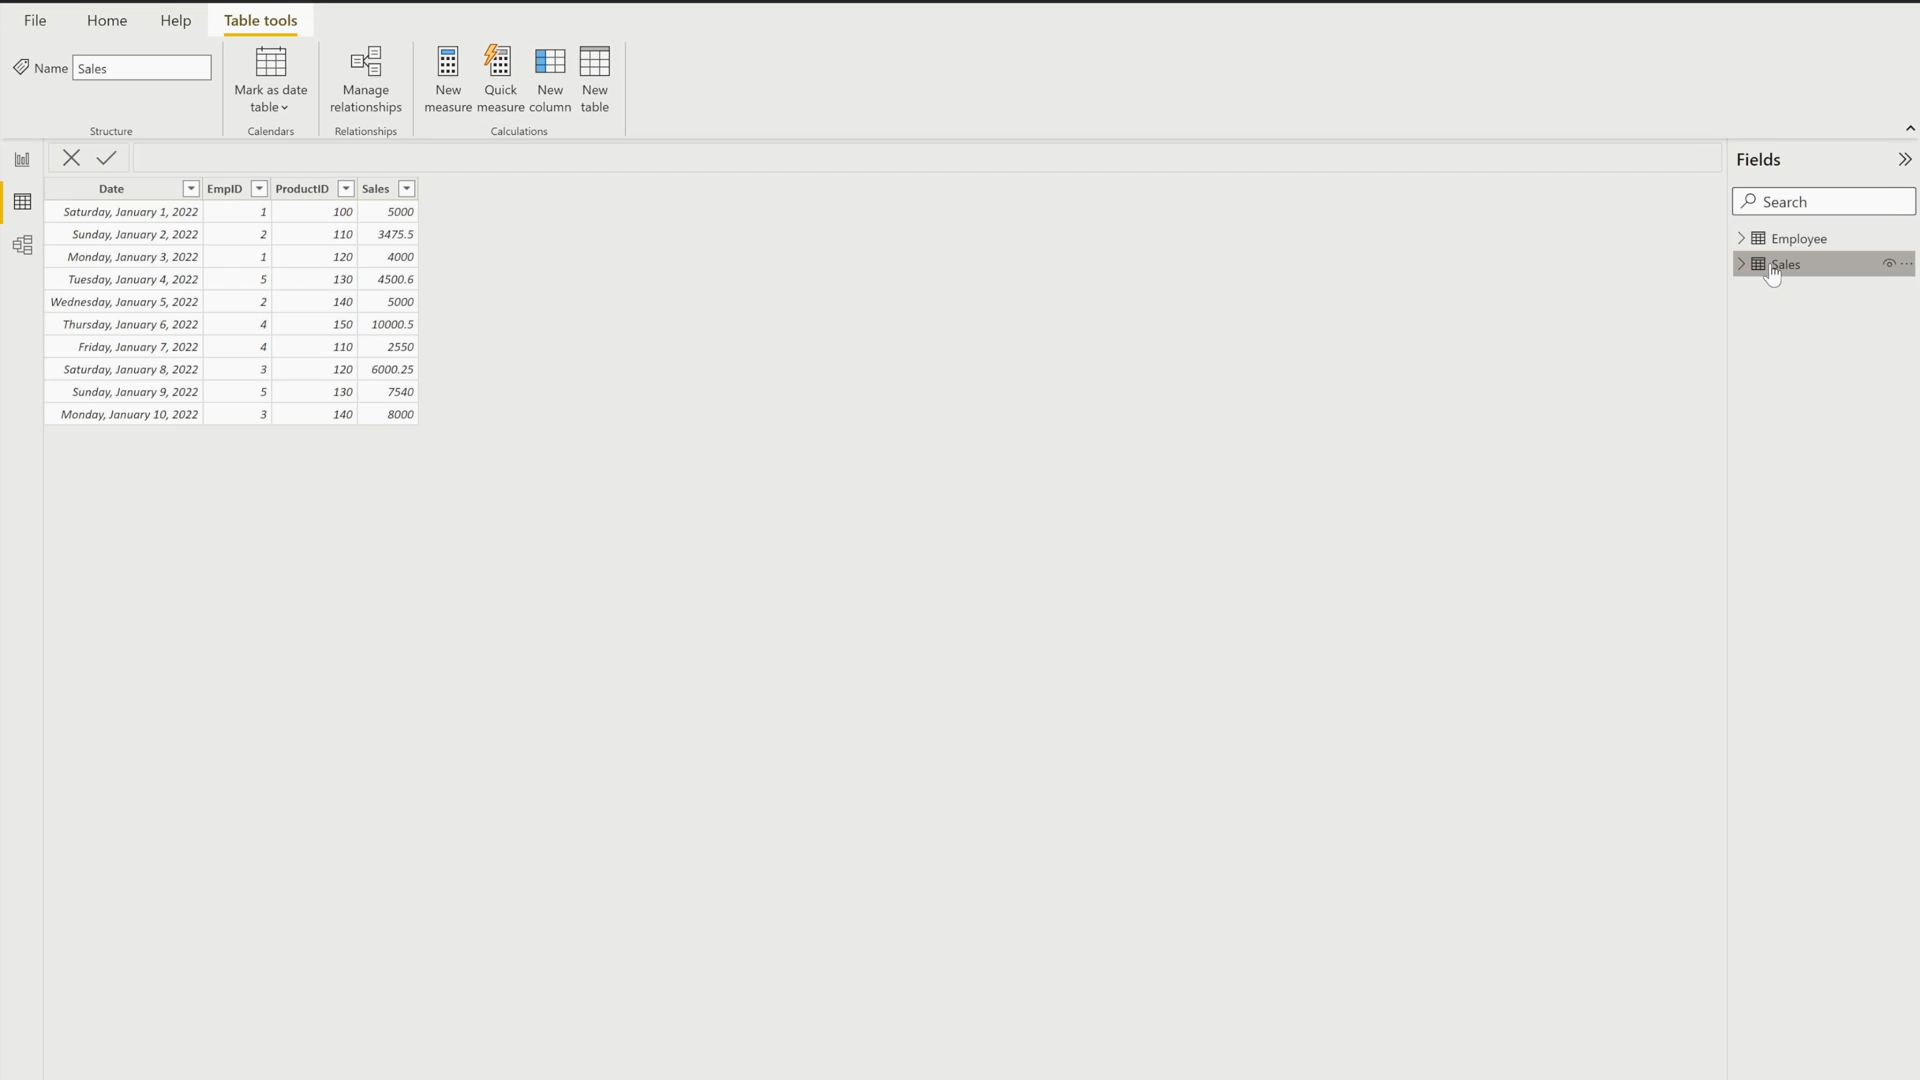 File Home Help Table tools
Name Sales
Mark as date table
Manage relationships
New measure
Quick measure
New column
New table
Structure Calendars Relationships Calculations
Fields
Search
Employee
Sales
Date EmpID ProductID Sales
Saturday, January 1, 2022 1 100 5000
Sunday, January 2, 2022 2 110 3475.5
Monday, January 3, 2022 1 120 4000
Tuesday, January 4, 2022 5 130 4500.6
Wednesday, January 5, 2022 2 140 5000
Thursday, January 6, 2022 4 150 10000.5
Friday, January 7, 2022 4 110 2550
Saturday, January 8, 2022 3 120 6000.25
Sunday, January 9, 2022 5 130 7540
Monday, January 10, 2022 3 140 8000